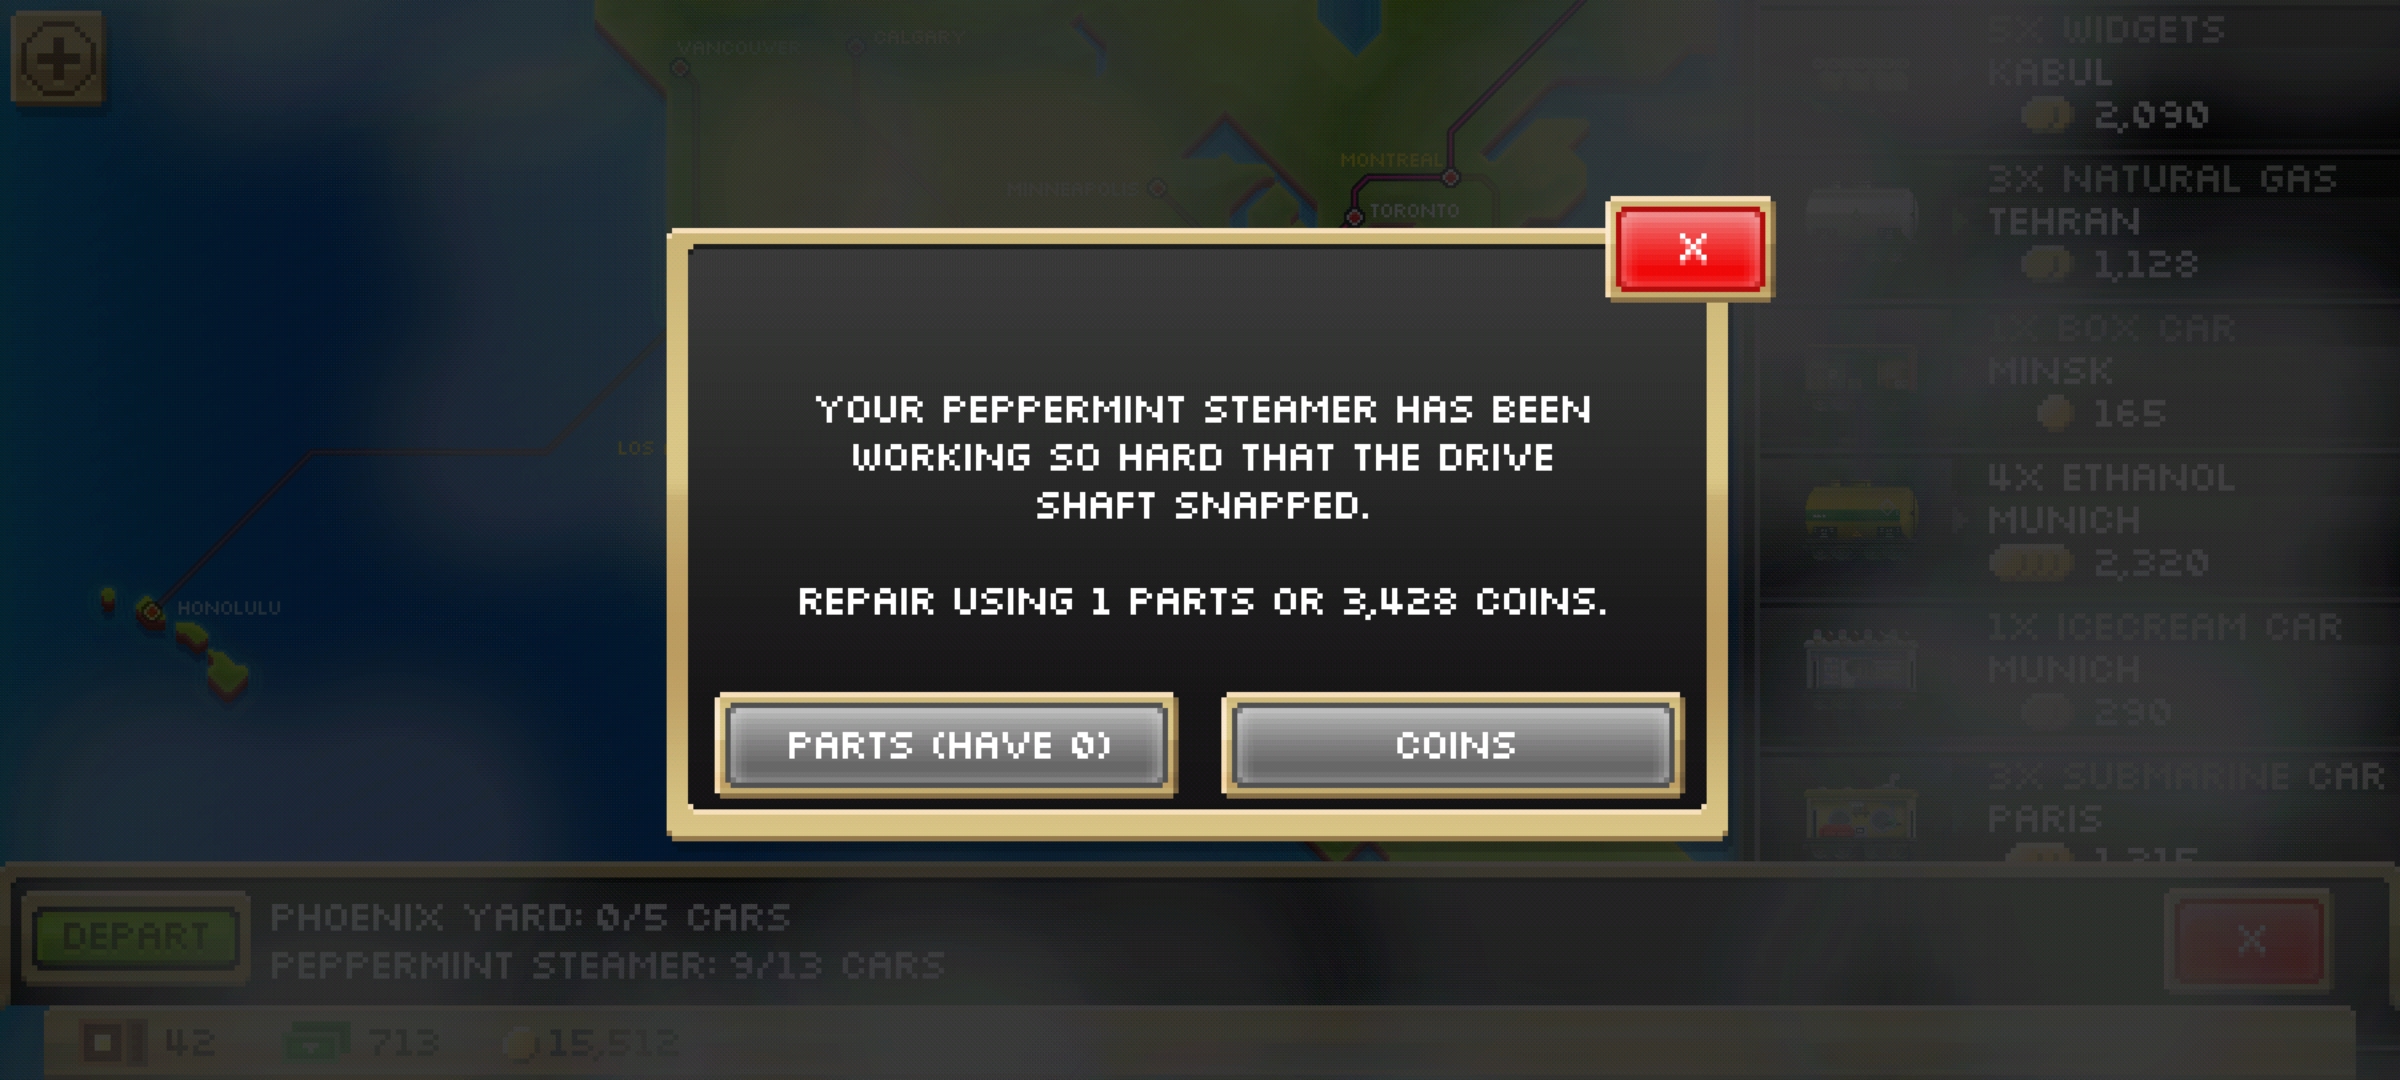 VANCOUVER
CALGARY
MINNEAPOLIS
MONTREAL
TORONTO
LOS
HONOLULU
5X WIDGETS
KABUL
2,090
3X NATURAL GAS
TEHRAN
1,128
1X BOX CAR
MINSK
165
4X ETHANOL
MUNICH
2,320
1X ICECREAM CAR
MUNICH
290
3X SUBMARINE CAR
PARIS
X
YOUR PEPPERMINT STEAMER HAS BEEN
WORKING SO HARD THAT THE DRIVE
SHAFT SNAPPED.
REPAIR USING 1 PARTS OR 3,428 COINS.
PARTS (HAVE 0)
COINS
DEPART
PHOENIX YARD: 0/5 CARS
PEPPERMINT STEAMER: 9/13 CARS
X
42
713
15,512